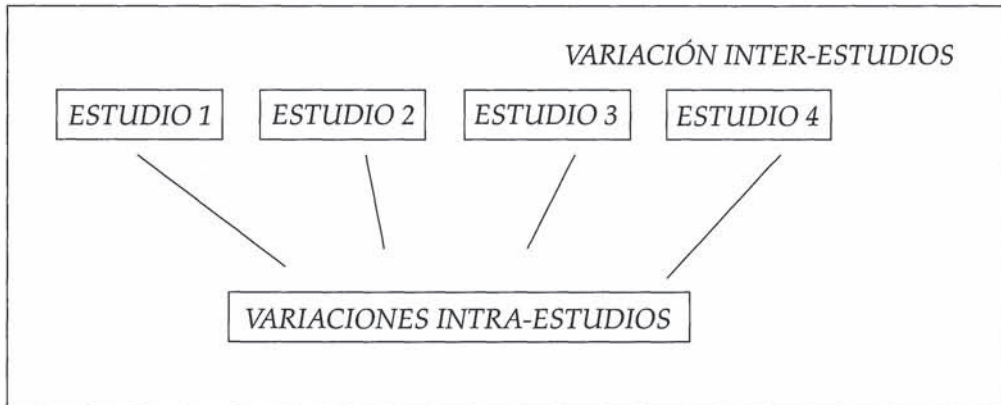 VARIACIÓN INTER-ESTUDIOS
ESTUDIO 1 ESTUDIO 2 ESTUDIO 3 ESTUDIO 4
VARIACIONES INTRA-ESTUDIOS